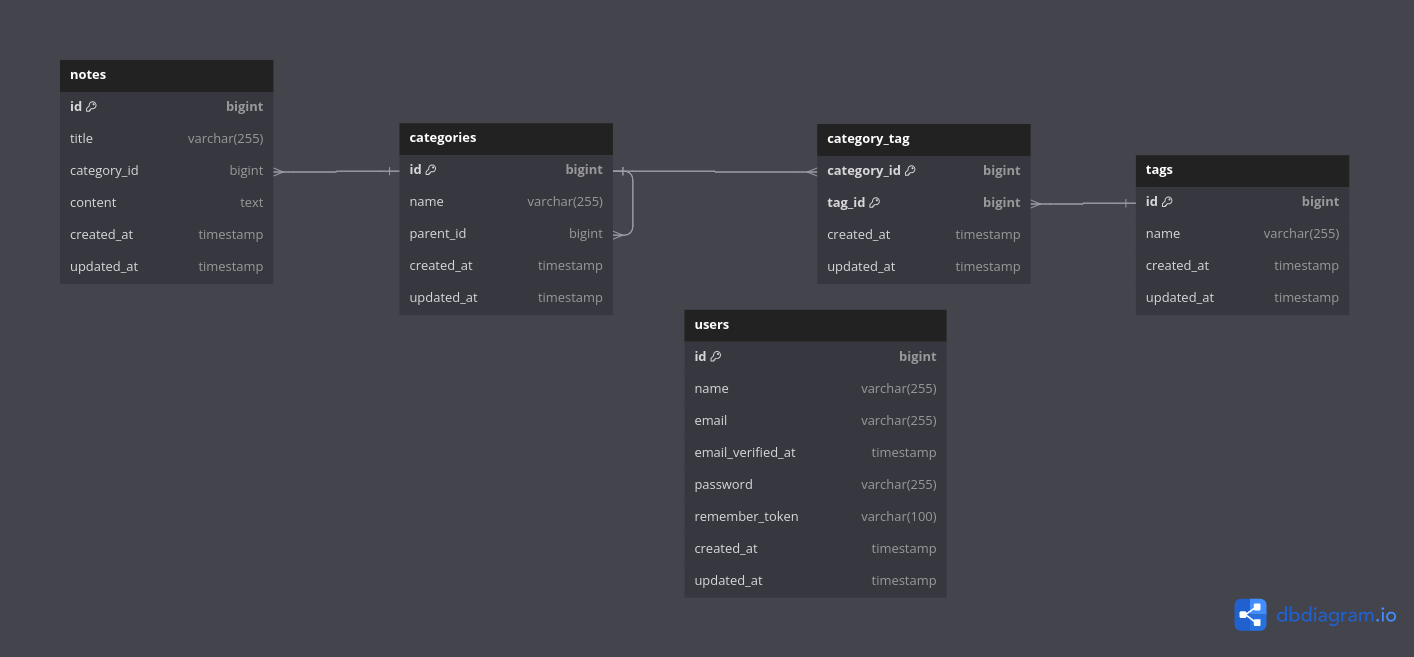 notes
id bigint
title varchar(255)
category_id bigint
content text
created_at timestamp
updated_at timestamp
categories
id bigint
name varchar(255)
parent_id bigint
created_at timestamp
updated_at timestamp
category_tag
category_id bigint
tag_id bigint
created_at timestamp
updated_at timestamp
tags
id bigint
name varchar(255)
created_at timestamp
updated_at timestamp
users
id bigint
name varchar(255)
email varchar(255)
email_verified_at timestamp
password varchar(255)
remember_token varchar(100)
created_at timestamp
updated_at timestamp
dbdiagram.io